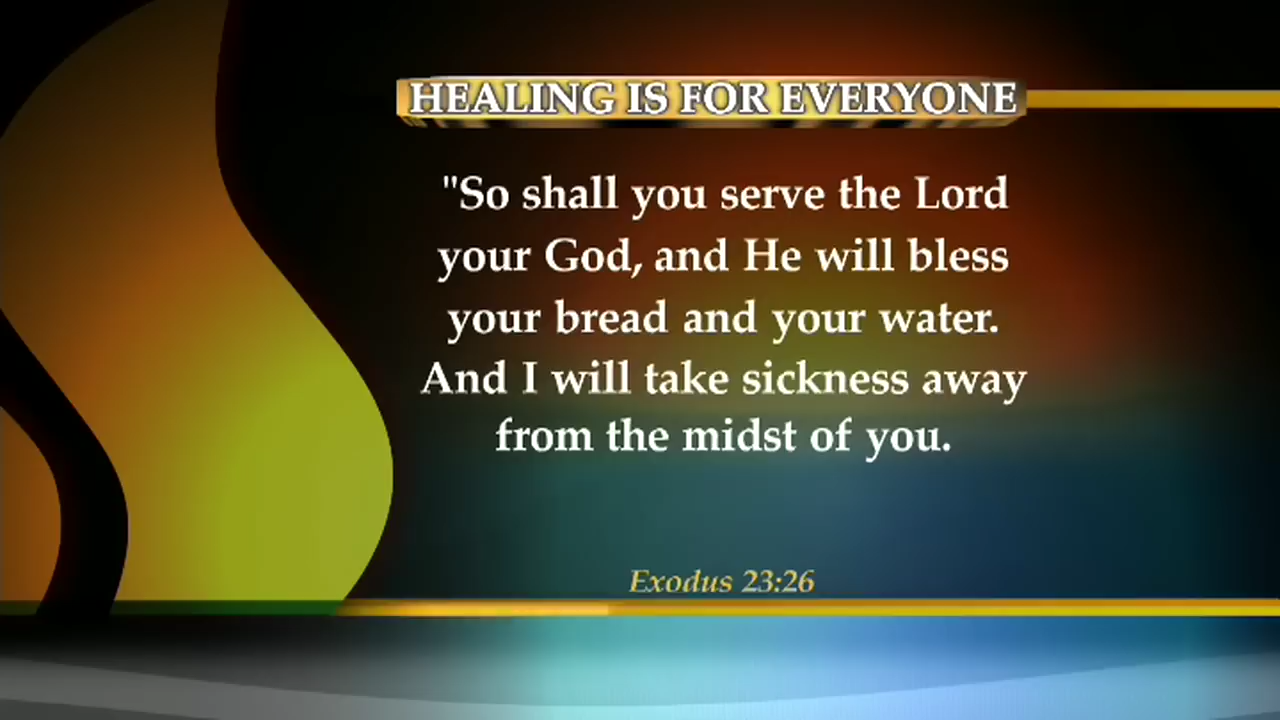 HEALING IS FOR EVERYONE
"So shall you serve the Lord
your God, and He will bless
your bread and your water.
And I will take sickness away
from the midst of you.
Exodus 23:26